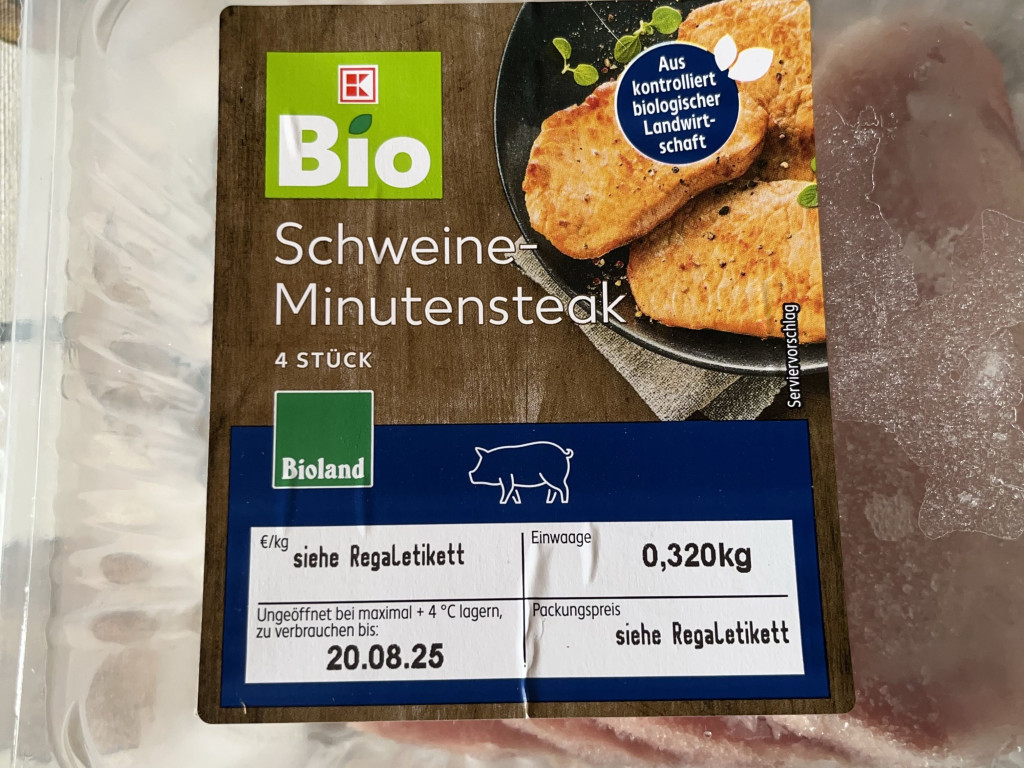 Aus
kontrolliert
biologischer
Landwirt-
schaft
K
Bio
Schweine-
Minutensteak
4 STÜCK
Serviervorschlag
Bioland
€/kg
siehe Regaletikett
Einwaage
0,320kg
Ungeöffnet bei maximal + 4 °C lagern,
zu verbrauchen bis:
20.08.25
Packungspreis
siehe Regaletikett